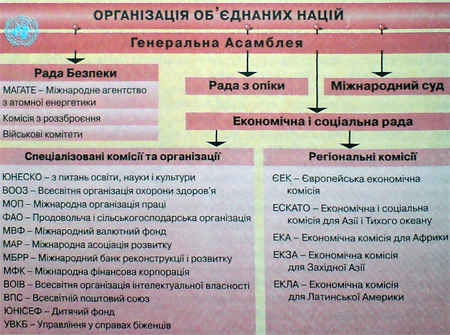 ОРГАНІЗАЦІЯ ОБ'ЄДНАНИХ НАЦІЙ
Генеральна Асамблея
Рада Безпеки
МАГАТЕ – Міжнародне агентство
з атомної енергетики
Комісія з роззброєння
Військові комітети
Рада з опіки
Міжнародний суд
Економічна і соціальна рада
Спеціалізовані комісії та організації
ЮНЕСКО – з питань освіти, науки і культури
ВООЗ – Всесвітня організація охорони здоров'я
МОП – Міжнародна організація праці
ФАО – Продовольча і сільськогосподарська організація
МВФ – Міжнародний валютний фонд
МАР – Міжнародна асоціація розвитку
МБРР – Міжнародний банк реконструкції і розвитку
МФК – Міжнародна фінансова корпорація
ВОІВ – Всесвітня організація інтелектуальної власності
ВПС – Всесвітній поштовий союз
ЮНІСЕФ – Дитячий фонд
УВКБ – Управління у справах біженців
Регіональні комісії
ЄЕК – Європейська економічна
комісія
ЕСКАТО – Економічна і соціальна
комісія для Азії і Тихого океану
ЕКА – Економічна комісія для Африки
ЕКЗА – Економічна комісія
для Західної Азії
ЕКЛА – Економічна комісія для
Латинської Америки